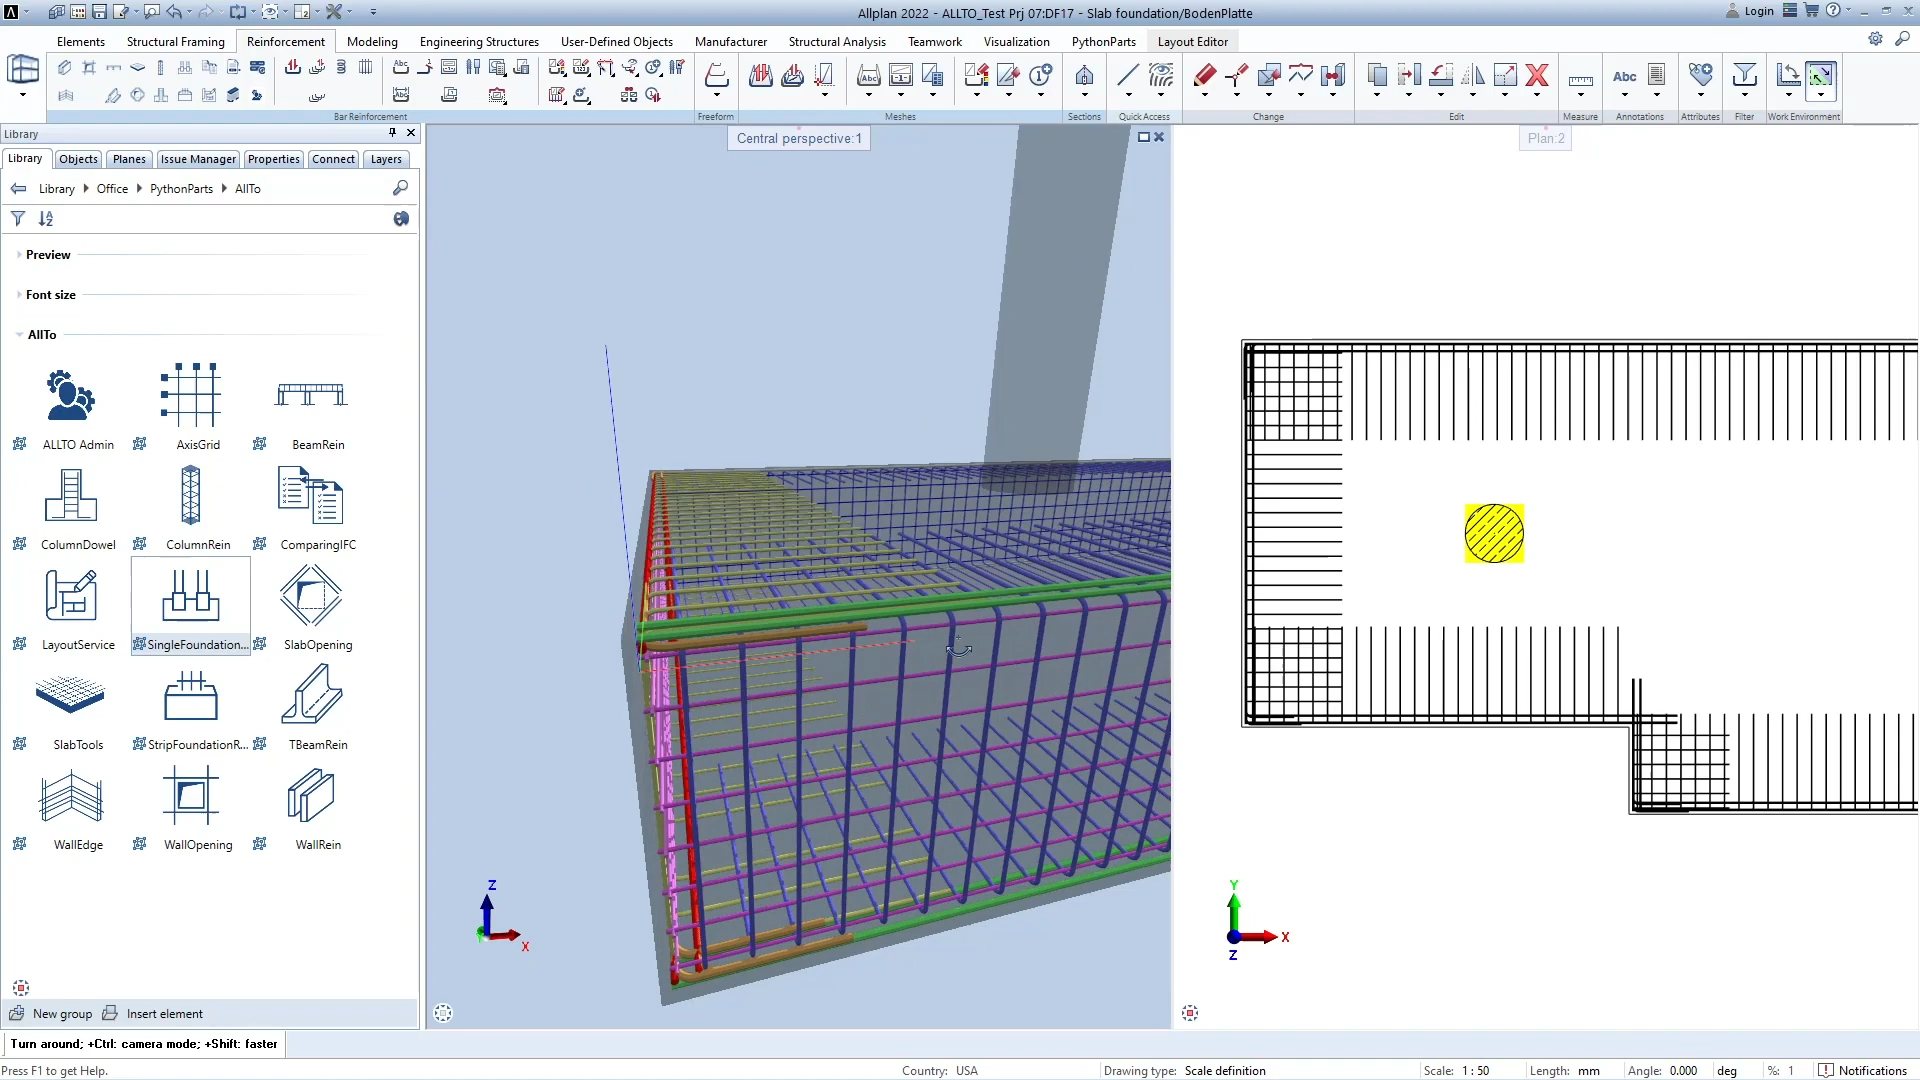 Allplan 2022 - ALLTO_Test Prj 07:DF17 - Slab foundation/BodenPlatte
Login
Elements
Structural Framing
Reinforcement
Modeling
Engineering Structures
User-Defined Objects
Manufacturer
Structural Analysis
Teamwork
Visualization
PythonParts
Layout Editor
Bar Reinforcement
Freeform
Meshes
Sections
Quick Access
Change
Edit
Measure
Annotations
Attributes
Filter
Work Environment
Library
Library
Objects
Planes
Issue Manager
Properties
Connect
Layers
Library
Office
PythonParts
AllTo
Preview
Font size
AllTo
ALLTO Admin
AxisGrid
BeamRein
ColumnDowel
ColumnRein
ComparingIFC
LayoutService
SingleFoundation...
SlabOpening
SlabTools
StripFoundationR...
TBeamRein
WallEdge
WallOpening
WallRein
New group
Insert element
Central perspective:1
Plan:2
Z
X
Y
X
Z
Turn around; +Ctrl: camera mode; +Shift: faster
Press F1 to get Help.
Country: USA
Drawing type: Scale definition
Scale: 1 : 50
Length: mm
Angle: 0.000
deg
%: 1
Notifications